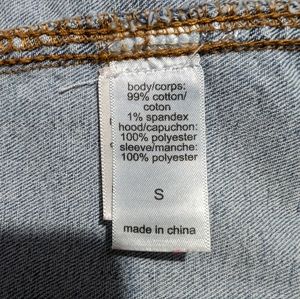 body/corps:
99% cotton/
coton
1% spandex
hood/capuchon:
100% polyester
sleeve/manche:
100% polyester
S
made in china